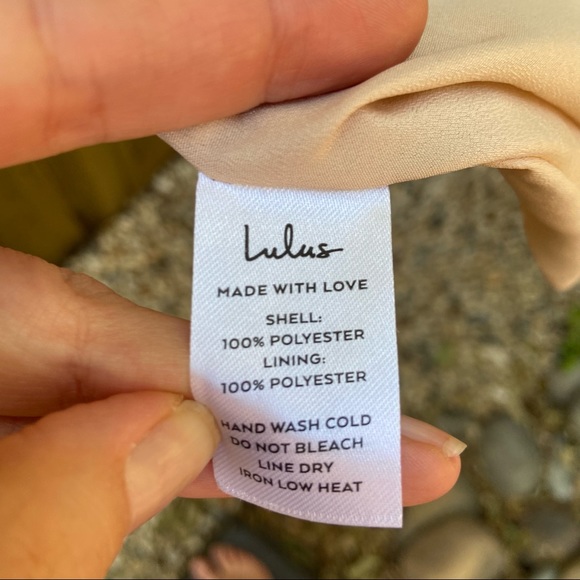 Lulus
MADE WITH LOVE
SHELL:
100% POLYESTER
LINING:
100% POLYESTER
HAND WASH COLD
DO NOT BLEACH
LINE DRY
IRON LOW HEAT